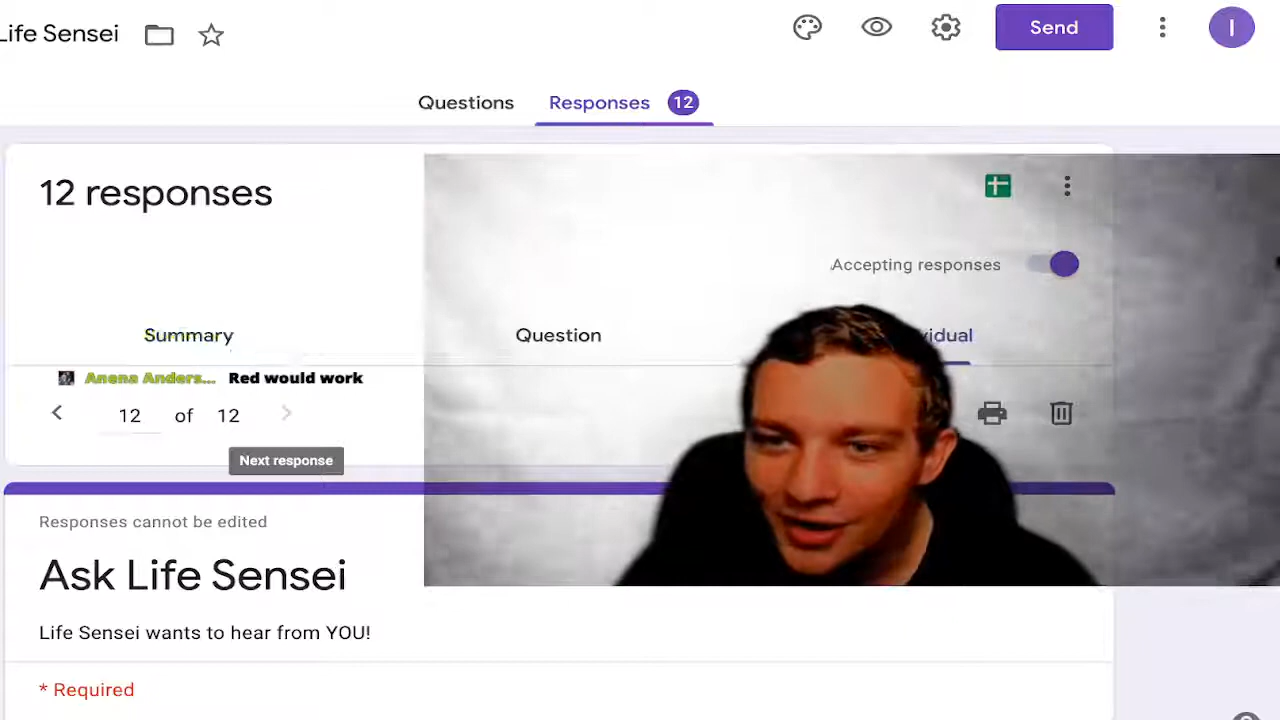 Life Sensei
Send
I
Questions
Responses 12
12 responses
Accepting responses
Summary
Question
vidual
Anena Anders... Red would work
12 of 12
Next response
Responses cannot be edited
Ask Life Sensei
Life Sensei wants to hear from YOU!
* Required